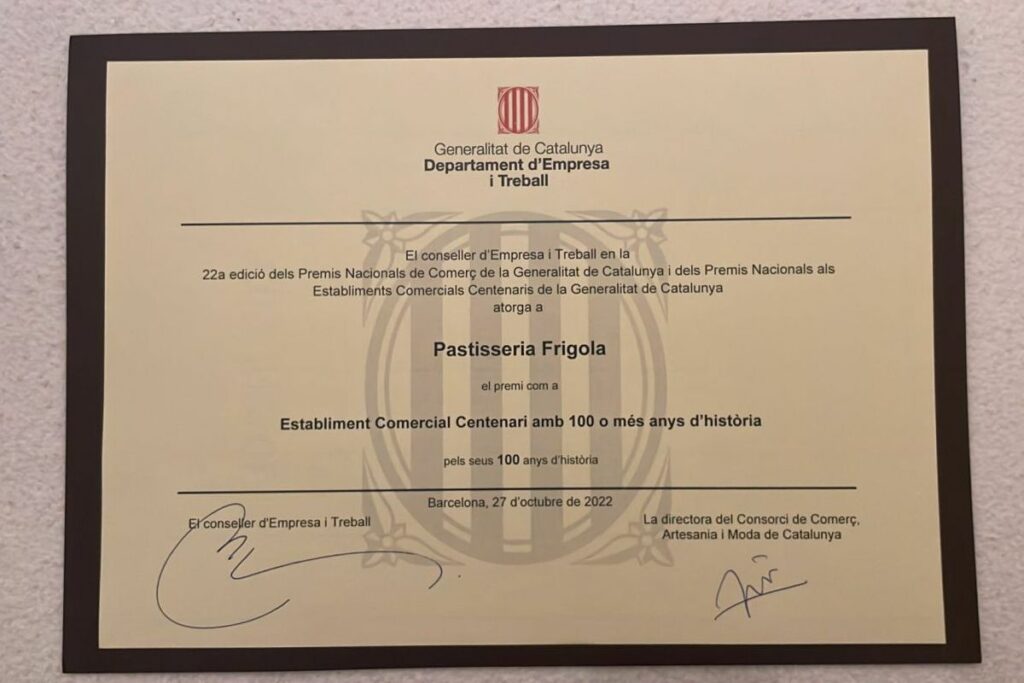 Generalitat de Catalunya
Departament d'Empresa
i Treball
El conseller d'Empresa i Treball en la
22a edició dels Premis Nacionals de Comerç de la Generalitat de Catalunya i dels Premis Nacionals als
Establiments Comercials Centenaris de la Generalitat de Catalunya
atorga a
Pastisseria Frigola
el premi com a
Establiment Comercial Centenari amb 100 o més anys d'història
pels seus 100 anys d'història
Barcelona, 27 d'octubre de 2022
El conseller d'Empresa i Treball
La directora del Consorci de Comerç,
Artesania i Moda de Catalunya